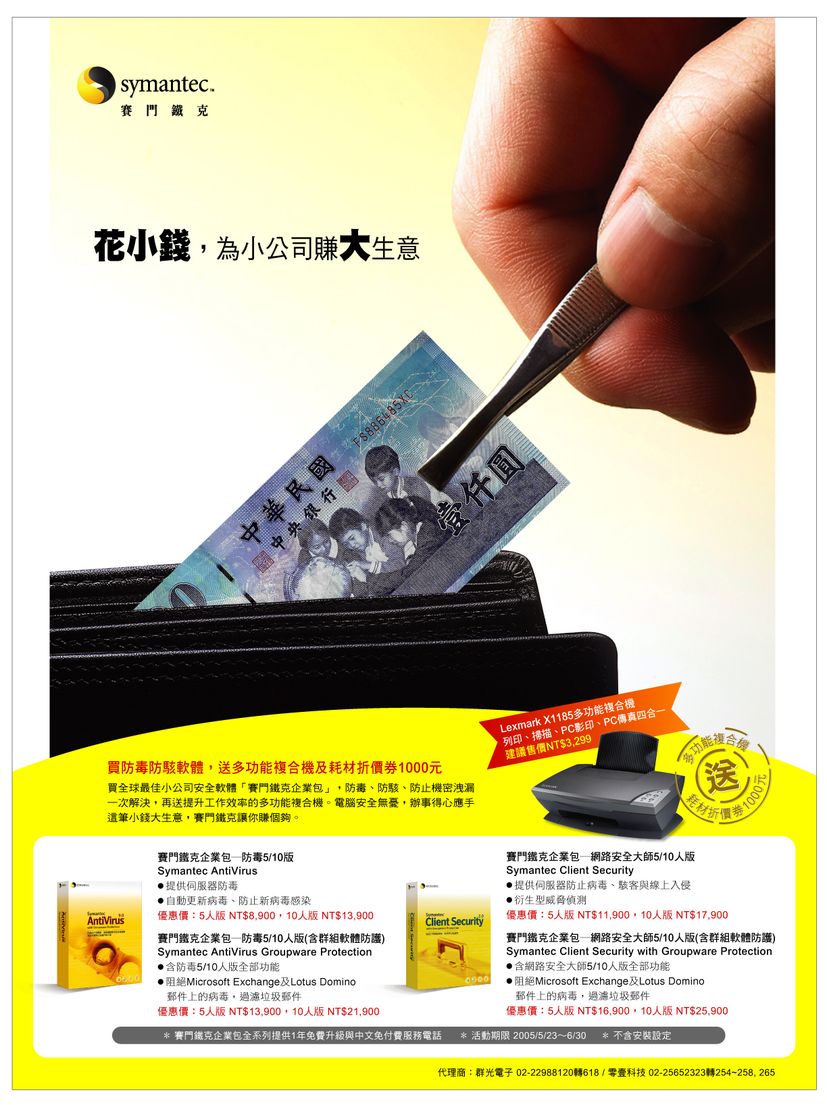 symantec™
賽門鐵克
花小錢，為小公司賺大生意
FS886485XC
中華民國
中央銀行
壹仟圓
Lexmark X1185多功能複合機
列印、掃描、PC影印、PC傳真四合一
建議售價NT$3,299
多功能複合機
送
耗材折價券1000元
買防毒防駭軟體，送多功能複合機及耗材折價券1000元
買全球最佳小公司安全軟體「賽門鐵克企業包」，防毒、防駭、防止機密洩漏
一次解決，再送提升工作效率的多功能複合機。電腦安全無憂，辦事得心應手
這筆小錢大生意，賽門鐵克讓你賺個夠。
賽門鐵克企業包─防毒5/10版
Symantec AntiVirus
●提供伺服器防毒
●自動更新病毒、防止新病毒感染
優惠價：5人版 NT$8,900，10人版 NT$13,900
賽門鐵克企業包─防毒5/10人版(含群組軟體防護)
Symantec AntiVirus Groupware Protection
●含防毒5/10人版全部功能
●阻絕Microsoft Exchange及Lotus Domino
郵件上的病毒，過濾垃圾郵件
優惠價：5人版 NT$13,900，10人版 NT$21,900
Symantec
AntiVirus
賽門鐵克企業包─網路安全大師5/10人版
Symantec Client Security
●提供伺服器防止病毒、駭客與線上入侵
●衍生型威脅偵測
優惠價：5人版 NT$11,900，10人版 NT$17,900
賽門鐵克企業包─網路安全大師5/10人版(含群組軟體防護)
Symantec Client Security with Groupware Protection
●含網路安全大師5/10人版全部功能
●阻絕Microsoft Exchange及Lotus Domino
郵件上的病毒，過濾垃圾郵件
優惠價：5人版 NT$16,900，10人版 NT$25,900
Symantec
Client Security
＊ 賽門鐵克企業包全系列提供1年免費升級與中文免付費服務電話 ＊ 活動期限 2005/5/23～6/30 ＊ 不含安裝設定
代理商：群光電子 02-22988120轉618 / 零壹科技 02-25652323轉254~258, 265